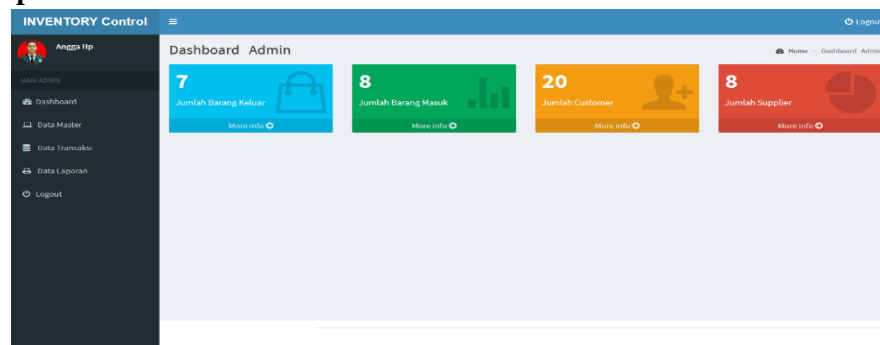 INVENTORY Control
Logout
Angga Hp
Dashboard Admin
Home > Dashboard Admin
MAIN ADMIN
Dashboard
Data Master
Data Transaksi
Data Laporan
Logout
7
Jumlah Barang Keluar
More info
8
Jumlah Barang Masuk
More info
20
Jumlah Customer
More info
8
Jumlah Supplier
More info